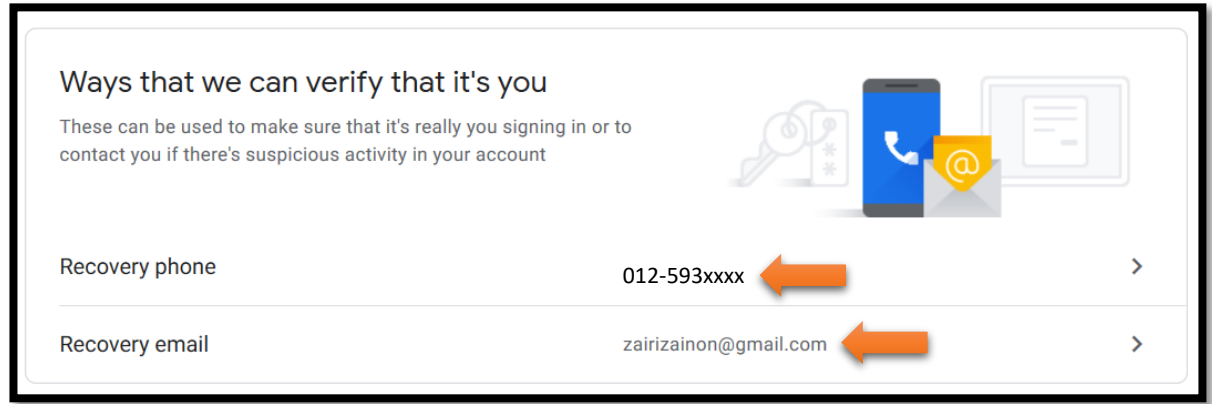 Ways that we can verify that it's you
These can be used to make sure that it's really you signing in or to
contact you if there's suspicious activity in your account
Recovery phone 012-593xxxx
Recovery email zairizainon@gmail.com